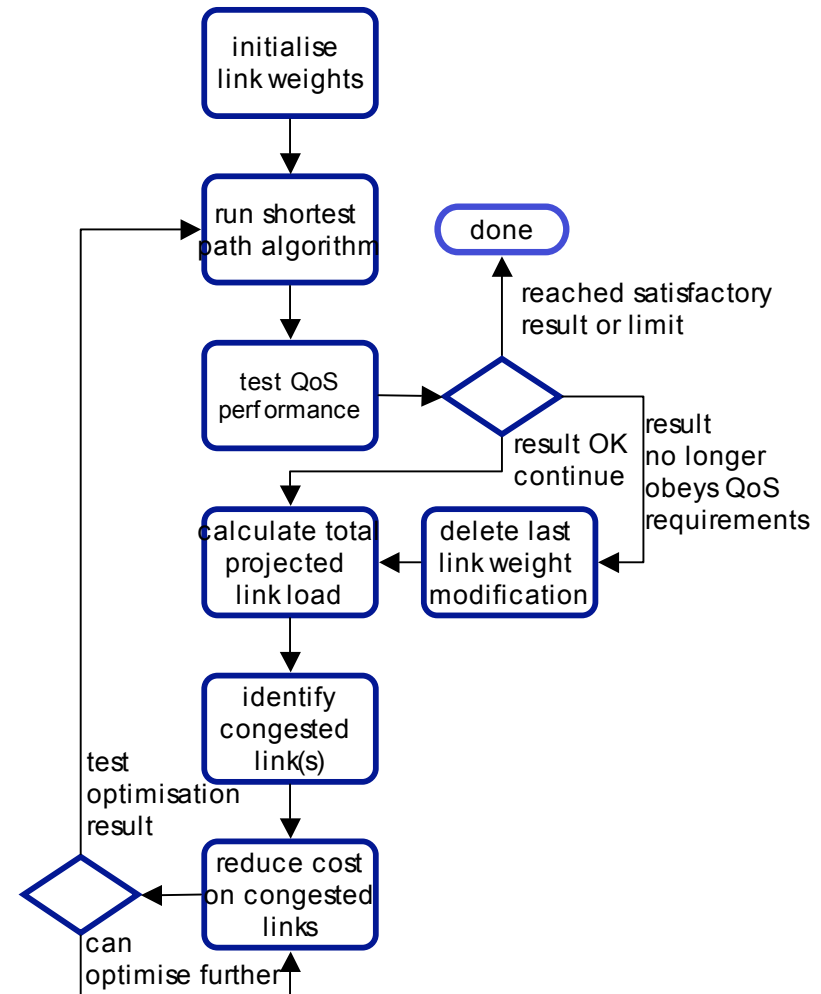 initialise
link weights
run shortest
path algorithm
done
reached satisfactory
result or limit
test QoS
performance
result OK
continue
result
no longer
obeys QoS
requirements
calculate total
projected
link load
delete last
link weight
modification
identify
congested
link(s)
test
optimisation
result
reduce cost
on congested
links
can
optimise further